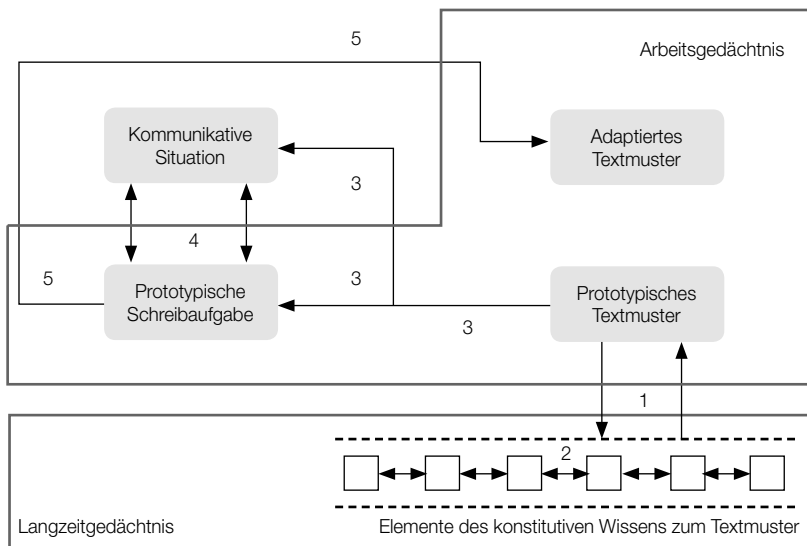 5
Arbeitsgedächtnis
Kommunikative
Situation
Adaptiertes
Textmuster
3
4
5
Prototypische
Schreibaufgabe
3
Prototypisches
Textmuster
3
1
2
Langzeitgedächtnis
Elemente des konstitutiven Wissens zum Textmuster